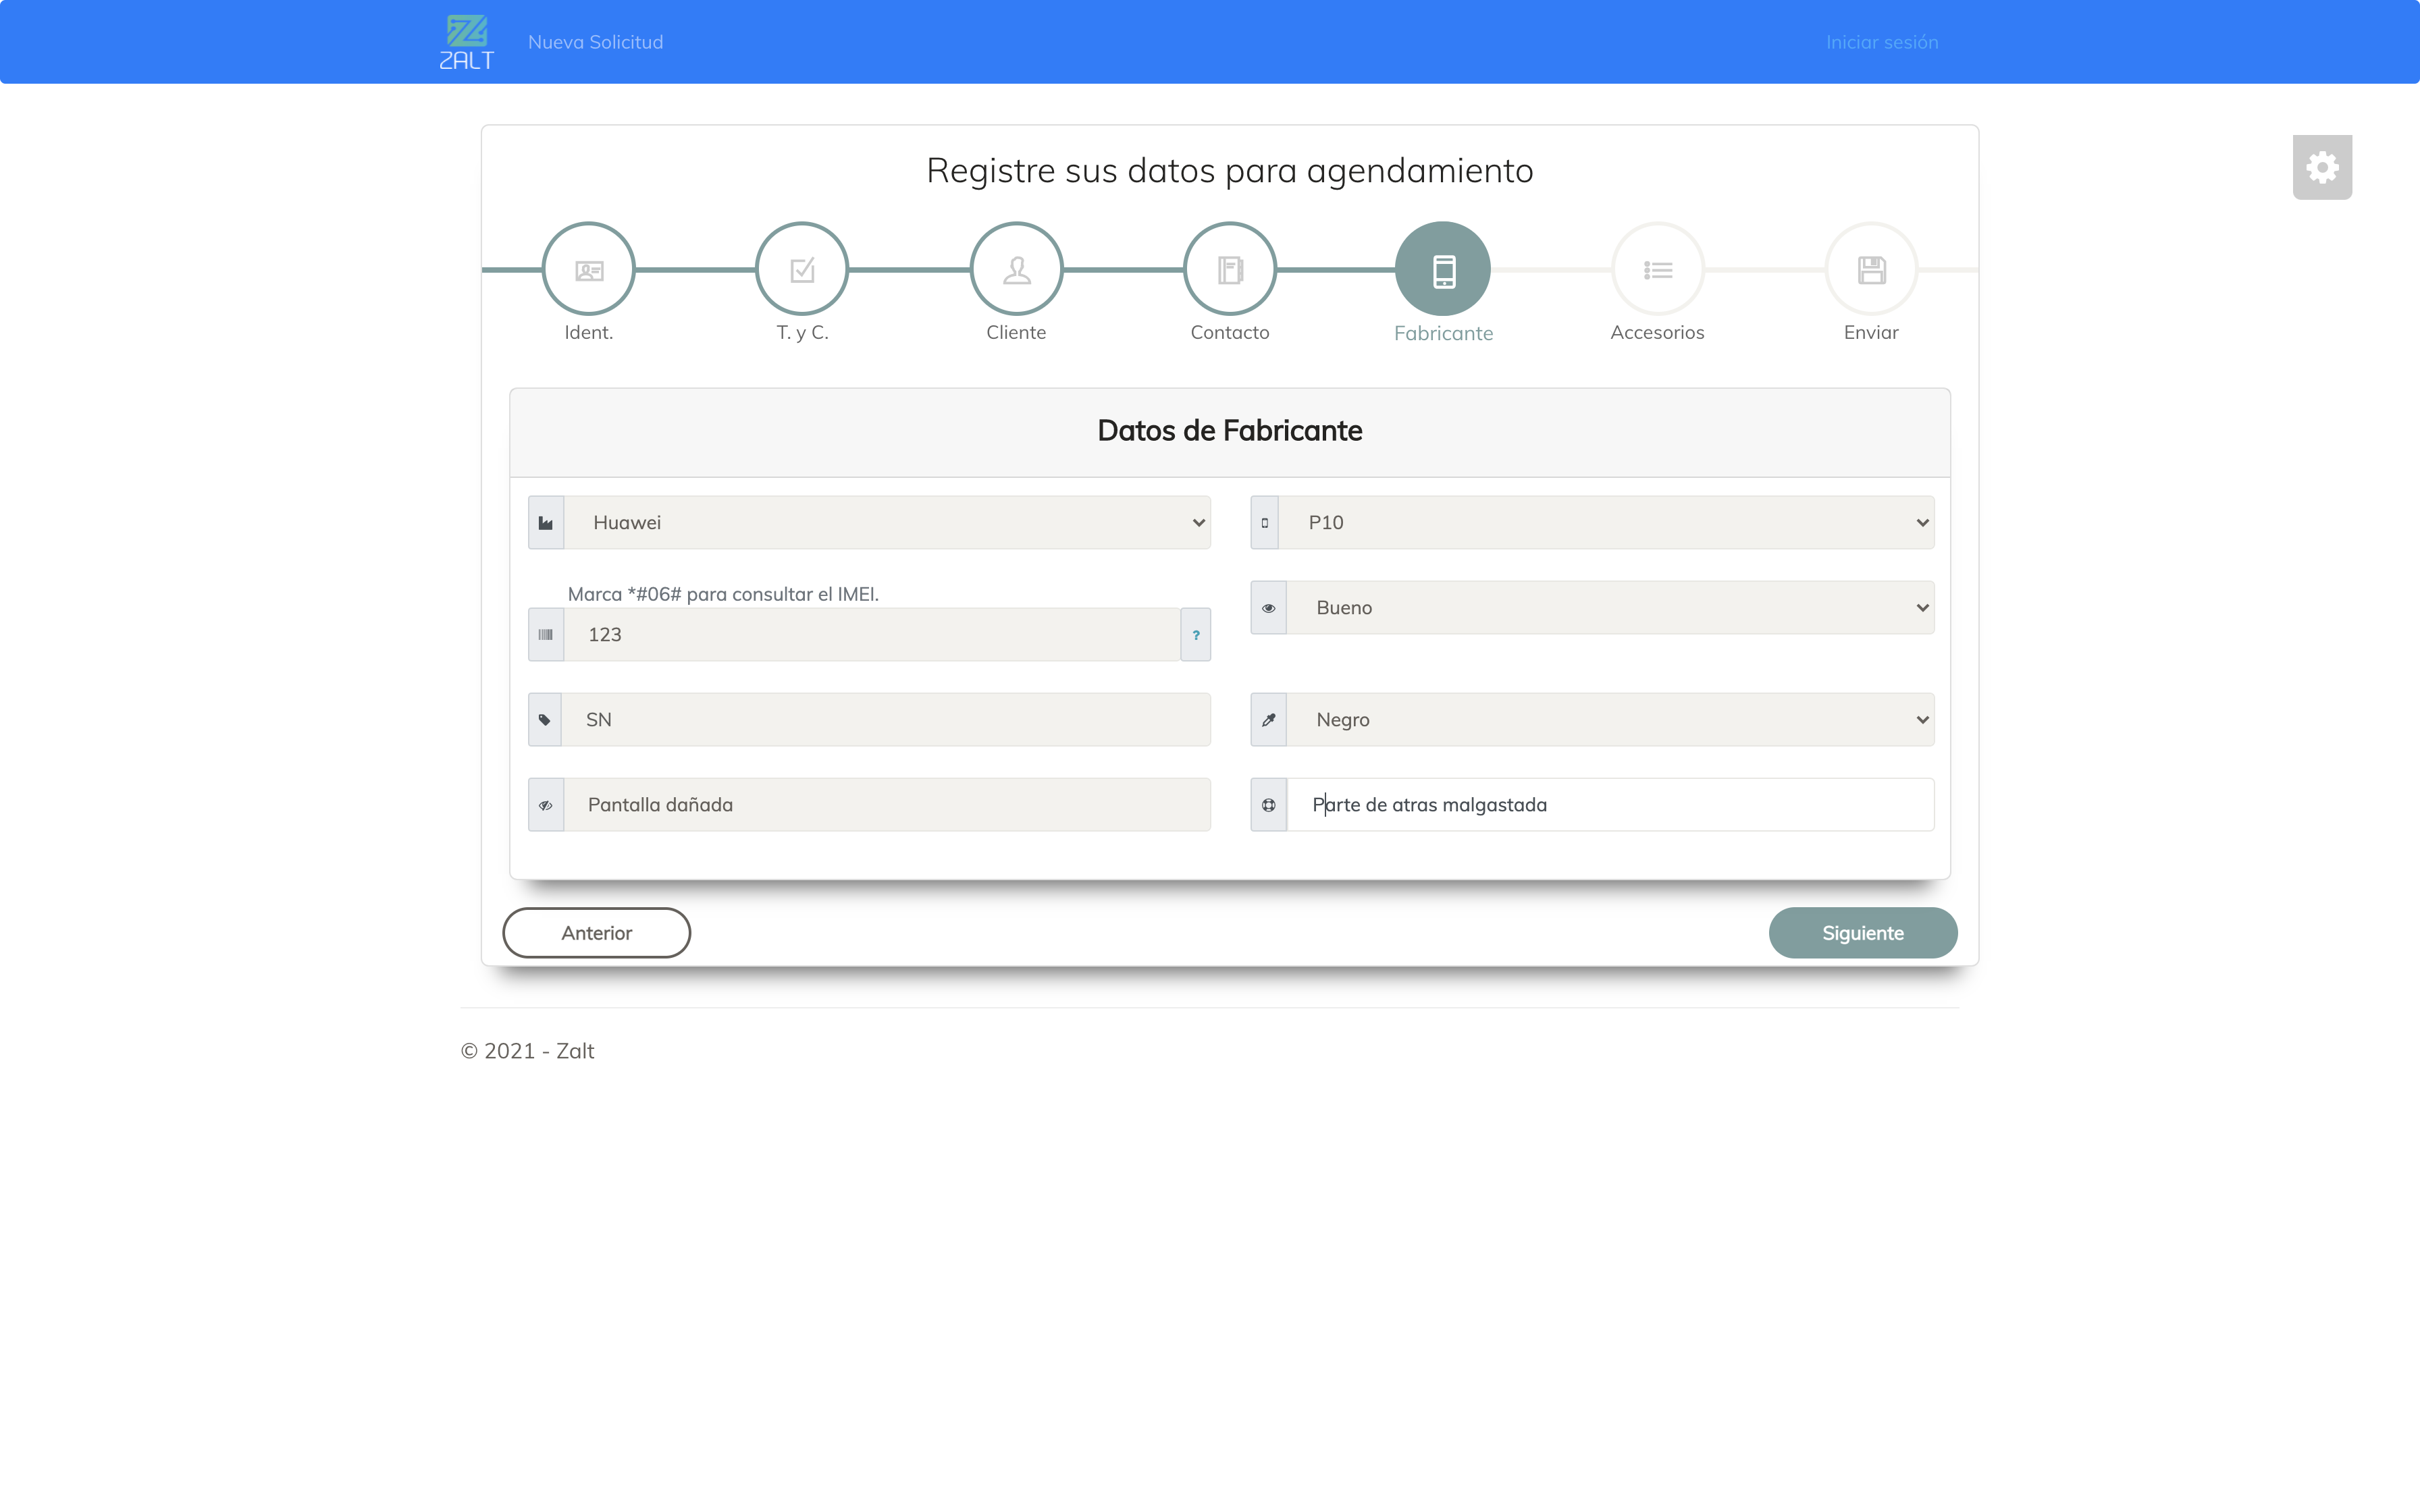 ZALT
Nueva Solicitud
Iniciar sesión
Registre sus datos para agendamiento
Ident.
T. y C.
Cliente
Contacto
Fabricante
Accesorios
Enviar
Datos de Fabricante
Huawei
P10
Marca *#06# para consultar el IMEI.
123
?
Bueno
SN
Negro
Pantalla dañada
Parte de atras malgastada
Anterior
Siguiente
© 2021 - Zalt